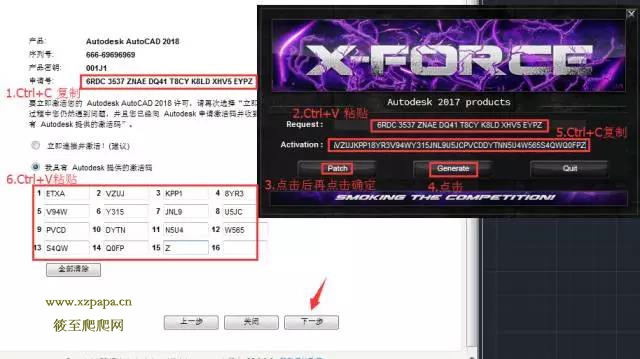 产品: Autodesk AutoCAD 2018
序列号: 666-69696969
产品密钥: 001J1
申请号: 6RDC 3537 ZNAE DQ41 T8CY K8LD XHV5 EYPZ
1.Ctrl+C 复制
要立即激活您的 Autodesk AutoCAD 2018 许可，请再次选择“立即
过程中您仍然遇到问题，并且您已经向 Autodesk 申请激活码并收到
有 Autodesk 提供的激活码”。
立即连接并激活! (建议)
我具有 Autodesk 提供的激活码
6.Ctrl+V粘贴
1 ETXA 2 VZUJ 3 KPP1 4 8YR3
5 V94W 6 Y315 7 JNL9 8 U5JC
9 PVCD 10 DYTN 11 N5U4 12 W565
13 S4QW 14 Q0FP 15 Z 16
全部清除
www.xzpapa.cn
筱至爬爬网
上一步 关闭 下一步
X-FORCE
Autodesk 2017 products
2.Ctrl+V 粘贴
Request : 6RDC 3537 ZNAE DQ41 T8CY K8LD XHV5 EYPZ
5.Ctrl+C复制
Activation : VZUJKPP18YR3V94WY315JNL9U5JCPVCDDYTNN5U4W565S4QWQ0FPZ
Patch Generate Quit
3.点击后再点击确定 4.点击
SMOKING THE COMPETITION!